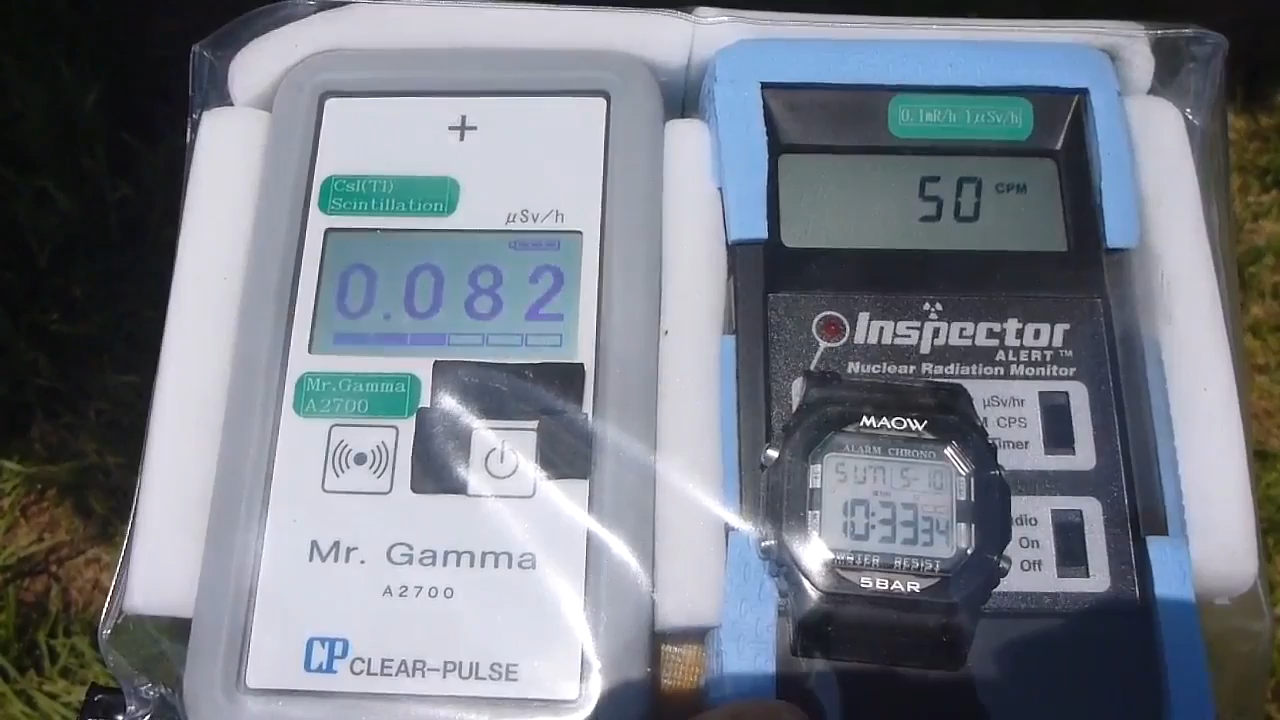 +
CsI(Tl)
Scintillation
μSv/h
0.082
Mr.Gamma
A2700
Mr. Gamma
A2700
CP CLEAR-PULSE
0.1mR/h 1μSv/h
50 CPM
Inspector
ALERT™
Nuclear Radiation Monitor
μSv/hr
CPS
Timer
On
Off
MAOW
ALARM CHRONO
SUN 5-10
10:33 34
WATER RESIST
5BAR